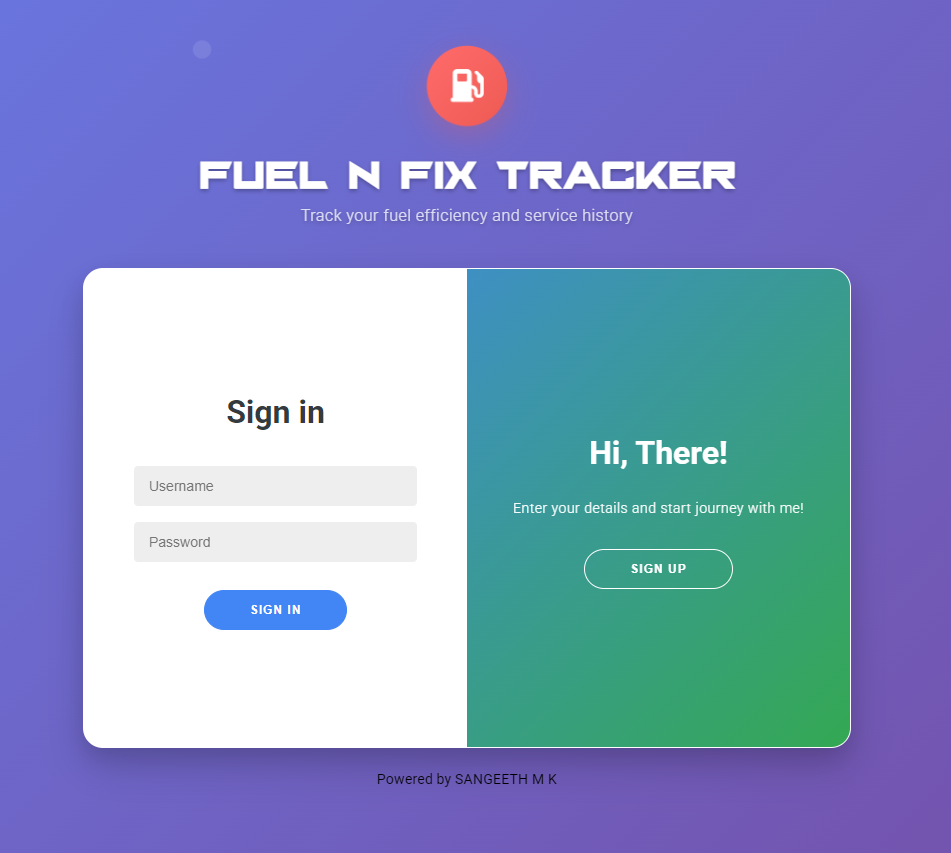 FUEL N FIX TRACKER
Track your fuel efficiency and service history
Sign in
Username
Password
SIGN IN
Hi, There!
Enter your details and start journey with me!
SIGN UP
Powered by SANGEETH M K